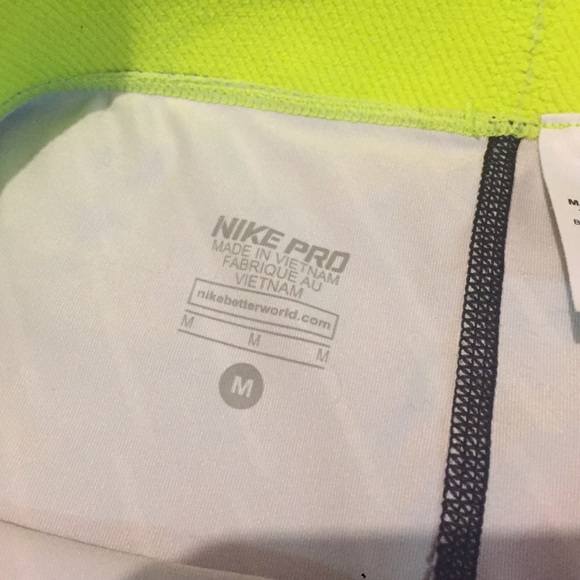 NIKE PRO
MADE IN VIETNAM
FABRIQUE AU
VIETNAM
nikebetterworld.com
M M M
M